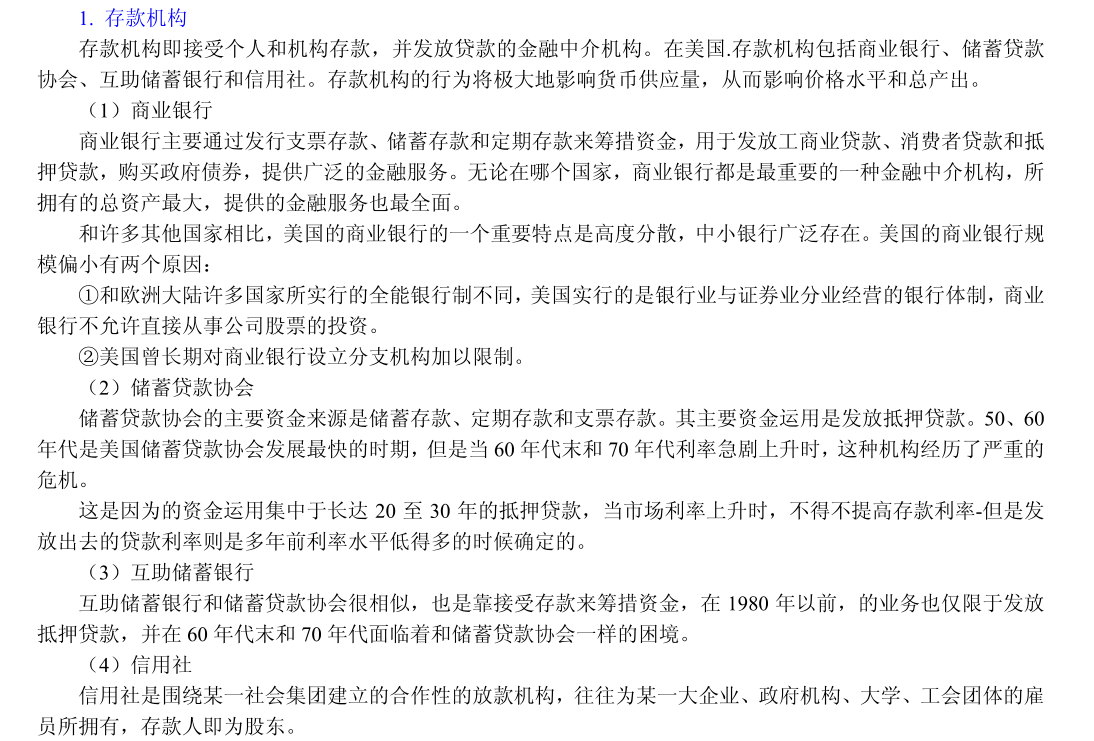 1. 存款机构
存款机构即接受个人和机构存款，并发放贷款的金融中介机构。在美国.存款机构包括商业银行、储蓄贷款
协会、互助储蓄银行和信用社。存款机构的行为将极大地影响货币供应量，从而影响价格水平和总产出。
（1）商业银行
商业银行主要通过发行支票存款、储蓄存款和定期存款来筹措资金，用于发放工商业贷款、消费者贷款和抵
押贷款，购买政府债券，提供广泛的金融服务。无论在哪个国家，商业银行都是最重要的一种金融中介机构，所
拥有的总资产最大，提供的金融服务也最全面。
和许多其他国家相比，美国的商业银行的一个重要特点是高度分散，中小银行广泛存在。美国的商业银行规
模偏小有两个原因：
①和欧洲大陆许多国家所实行的全能银行制不同，美国实行的是银行业与证券业分业经营的银行体制，商业
银行不允许直接从事公司股票的投资。
②美国曾长期对商业银行设立分支机构加以限制。
（2）储蓄贷款协会
储蓄贷款协会的主要资金来源是储蓄存款、定期存款和支票存款。其主要资金运用是发放抵押贷款。50、60
年代是美国储蓄贷款协会发展最快的时期，但是当 60 年代末和 70 年代利率急剧上升时，这种机构经历了严重的
危机。
这是因为的资金运用集中于长达 20 至 30 年的抵押贷款，当市场利率上升时，不得不提高存款利率-但是发
放出去的贷款利率则是多年前利率水平低得多的时候确定的。
（3）互助储蓄银行
互助储蓄银行和储蓄贷款协会很相似，也是靠接受存款来筹措资金，在 1980 年以前，的业务也仅限于发放
抵押贷款，并在 60 年代末和 70 年代面临着和储蓄贷款协会一样的困境。
（4）信用社
信用社是围绕某一社会集团建立的合作性的放款机构，往往为某一大企业、政府机构、大学、工会团体的雇
员所拥有，存款人即为股东。